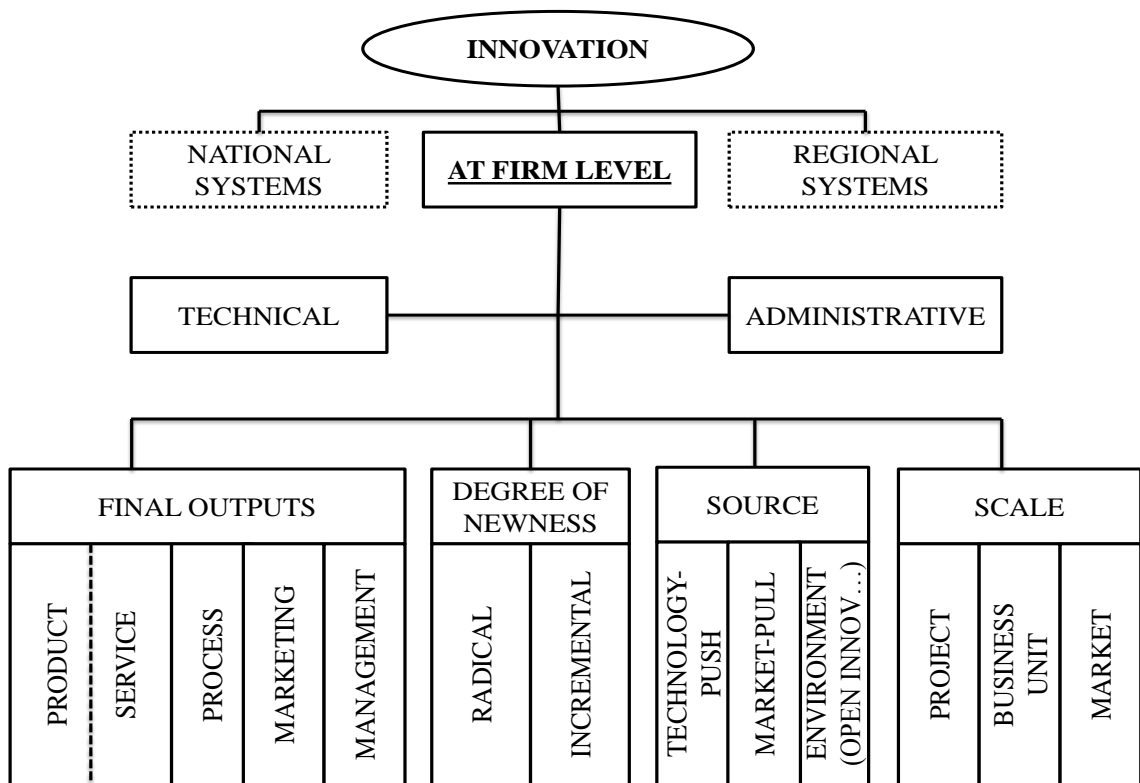 INNOVATION
NATIONAL
SYSTEMS
AT FIRM LEVEL
REGIONAL
SYSTEMS
TECHNICAL
ADMINISTRATIVE
FINAL OUTPUTS
PRODUCT
SERVICE
PROCESS
MARKETING
MANAGEMENT
DEGREE OF
NEWNESS
RADICAL
INCREMENTAL
SOURCE
TECHNOLOGY-
PUSH
MARKET-PULL
ENVIRONMENT
(OPEN INNOV…)
SCALE
PROJECT
BUSINESS
UNIT
MARKET